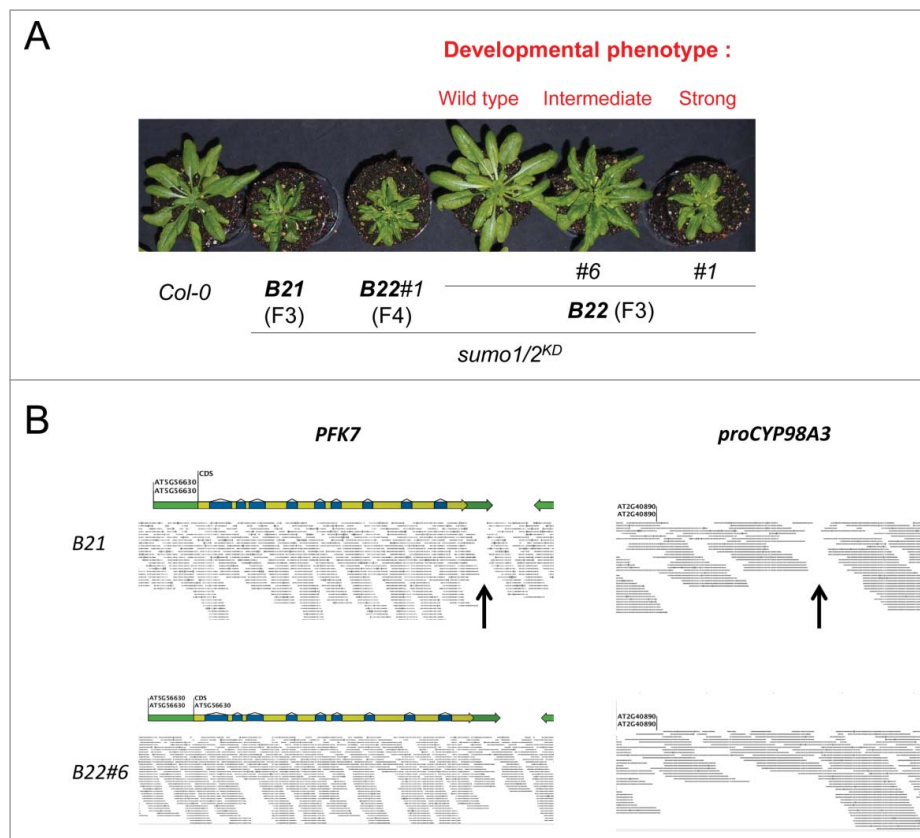 A
Developmental phenotype :
Wild type Intermediate Strong
#6 #1
Col-0 B21 B22#1
(F3) (F4) B22 (F3)
sumo1/2KD
B
PFK7 proCYP98A3
CDS
AT5G56630
AT5G56630
AT2G40890
AT2G40890
B21
AT5G56630 CDS
AT5G56630 AT5G56630
AT2G40890
AT2G40890
B22#6